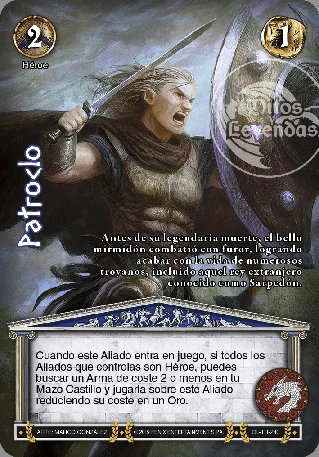 2
1
Héroe
Mitos
Leyendas
Patroclo
Antes de su legendaria muerte, el bello
mirmidón combatió con furor, logrando
acabar con la vida de numerosos
troyanos, incluido aquel rey extranjero
conocido como Sarpedón.
Cuando este Aliado entra en juego, si todos los
Aliados que controlas son Héroe, puedes
buscar un Arma de coste 2 o menos en tu
Mazo Castillo y jugarla sobre este Aliado
reduciendo su coste en un Oro.